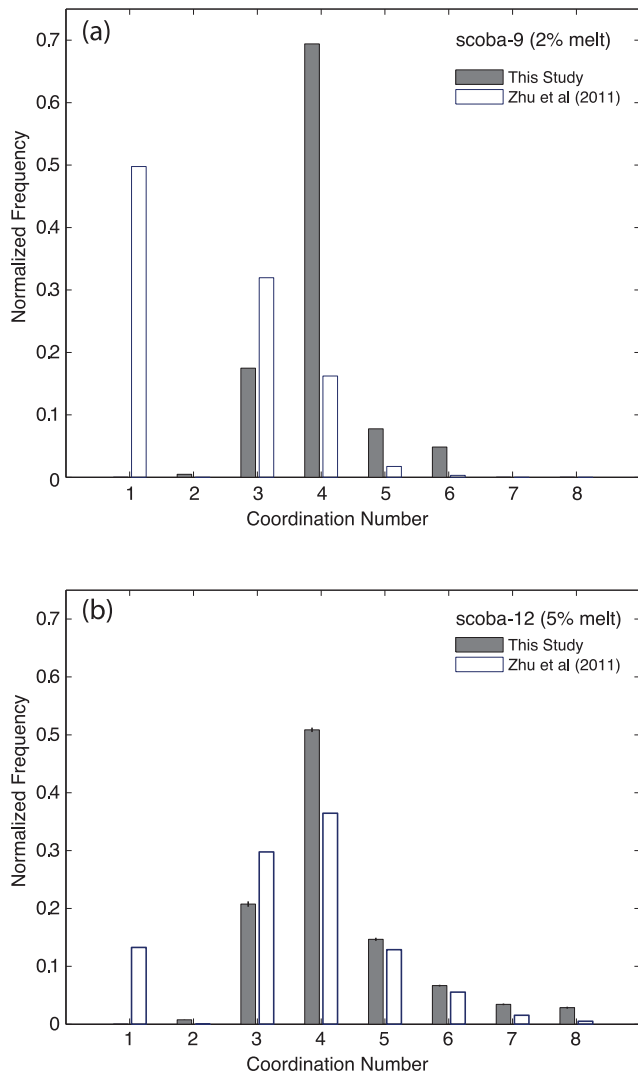 (a)
scoba-9 (2% melt)
This Study
Zhu et al (2011)
Normalized Frequency
0.7
0.6
0.5
0.4
0.3
0.2
0.1
0
1 2 3 4 5 6 7 8
Coordination Number
(b)
scoba-12 (5% melt)
This Study
Zhu et al (2011)
Normalized Frequency
0.7
0.6
0.5
0.4
0.3
0.2
0.1
0
1 2 3 4 5 6 7 8
Coordination Number